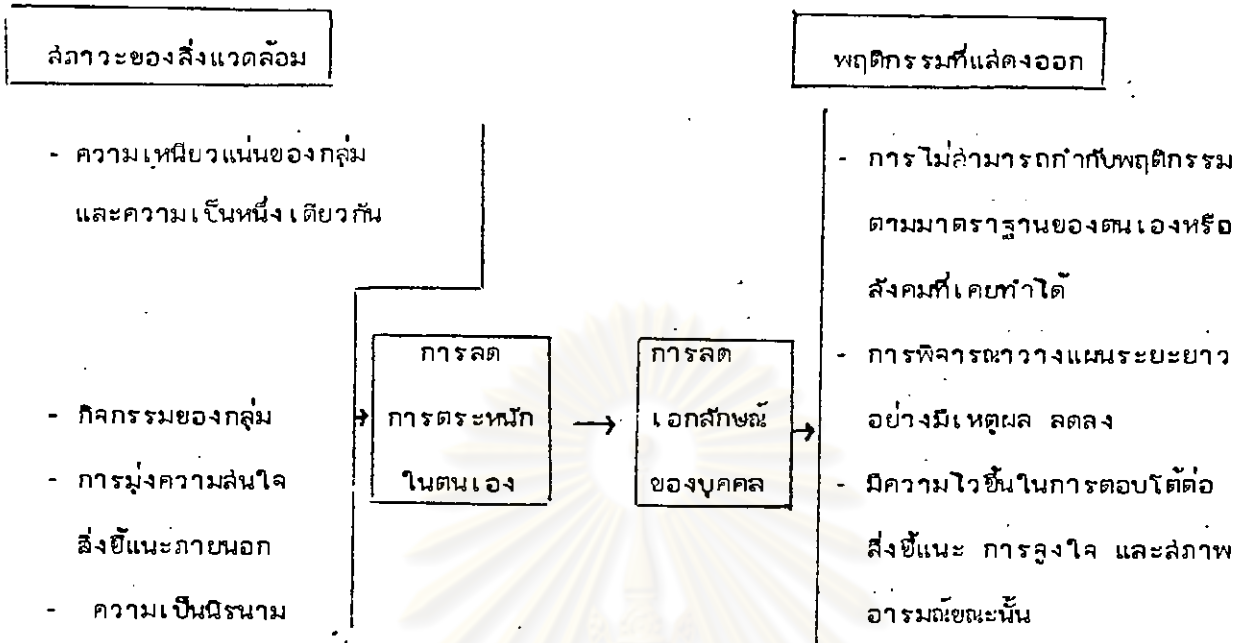 สภาวะของสิ่งแวดล้อม
- ความเหนียวแน่นของกลุ่ม
และความเป็นหนึ่งเดียวกัน
- กิจกรรมของกลุ่ม
- การมุ่งความสนใจ
สิ่งชี้แนะภายนอก
- ความเป็นนิรนาม
การลด
การตระหนัก
ในตนเอง
การลด
เอกลักษณ์
ของบุคคล
พฤติกรรมที่แสดงออก
- การไม่สามารถกำกับพฤติกรรม
ตามมาตราฐานของตนเองหรือ
สังคมที่เคยทำได้
- การพิจารณาวางแผนระยะยาว
อย่างมีเหตุผล ลดลง
- มีความไวขึ้นในการตอบโต้ต่อ
สิ่งชี้แนะ การจูงใจ และสภาพ
อารมณ์ขณะนั้น